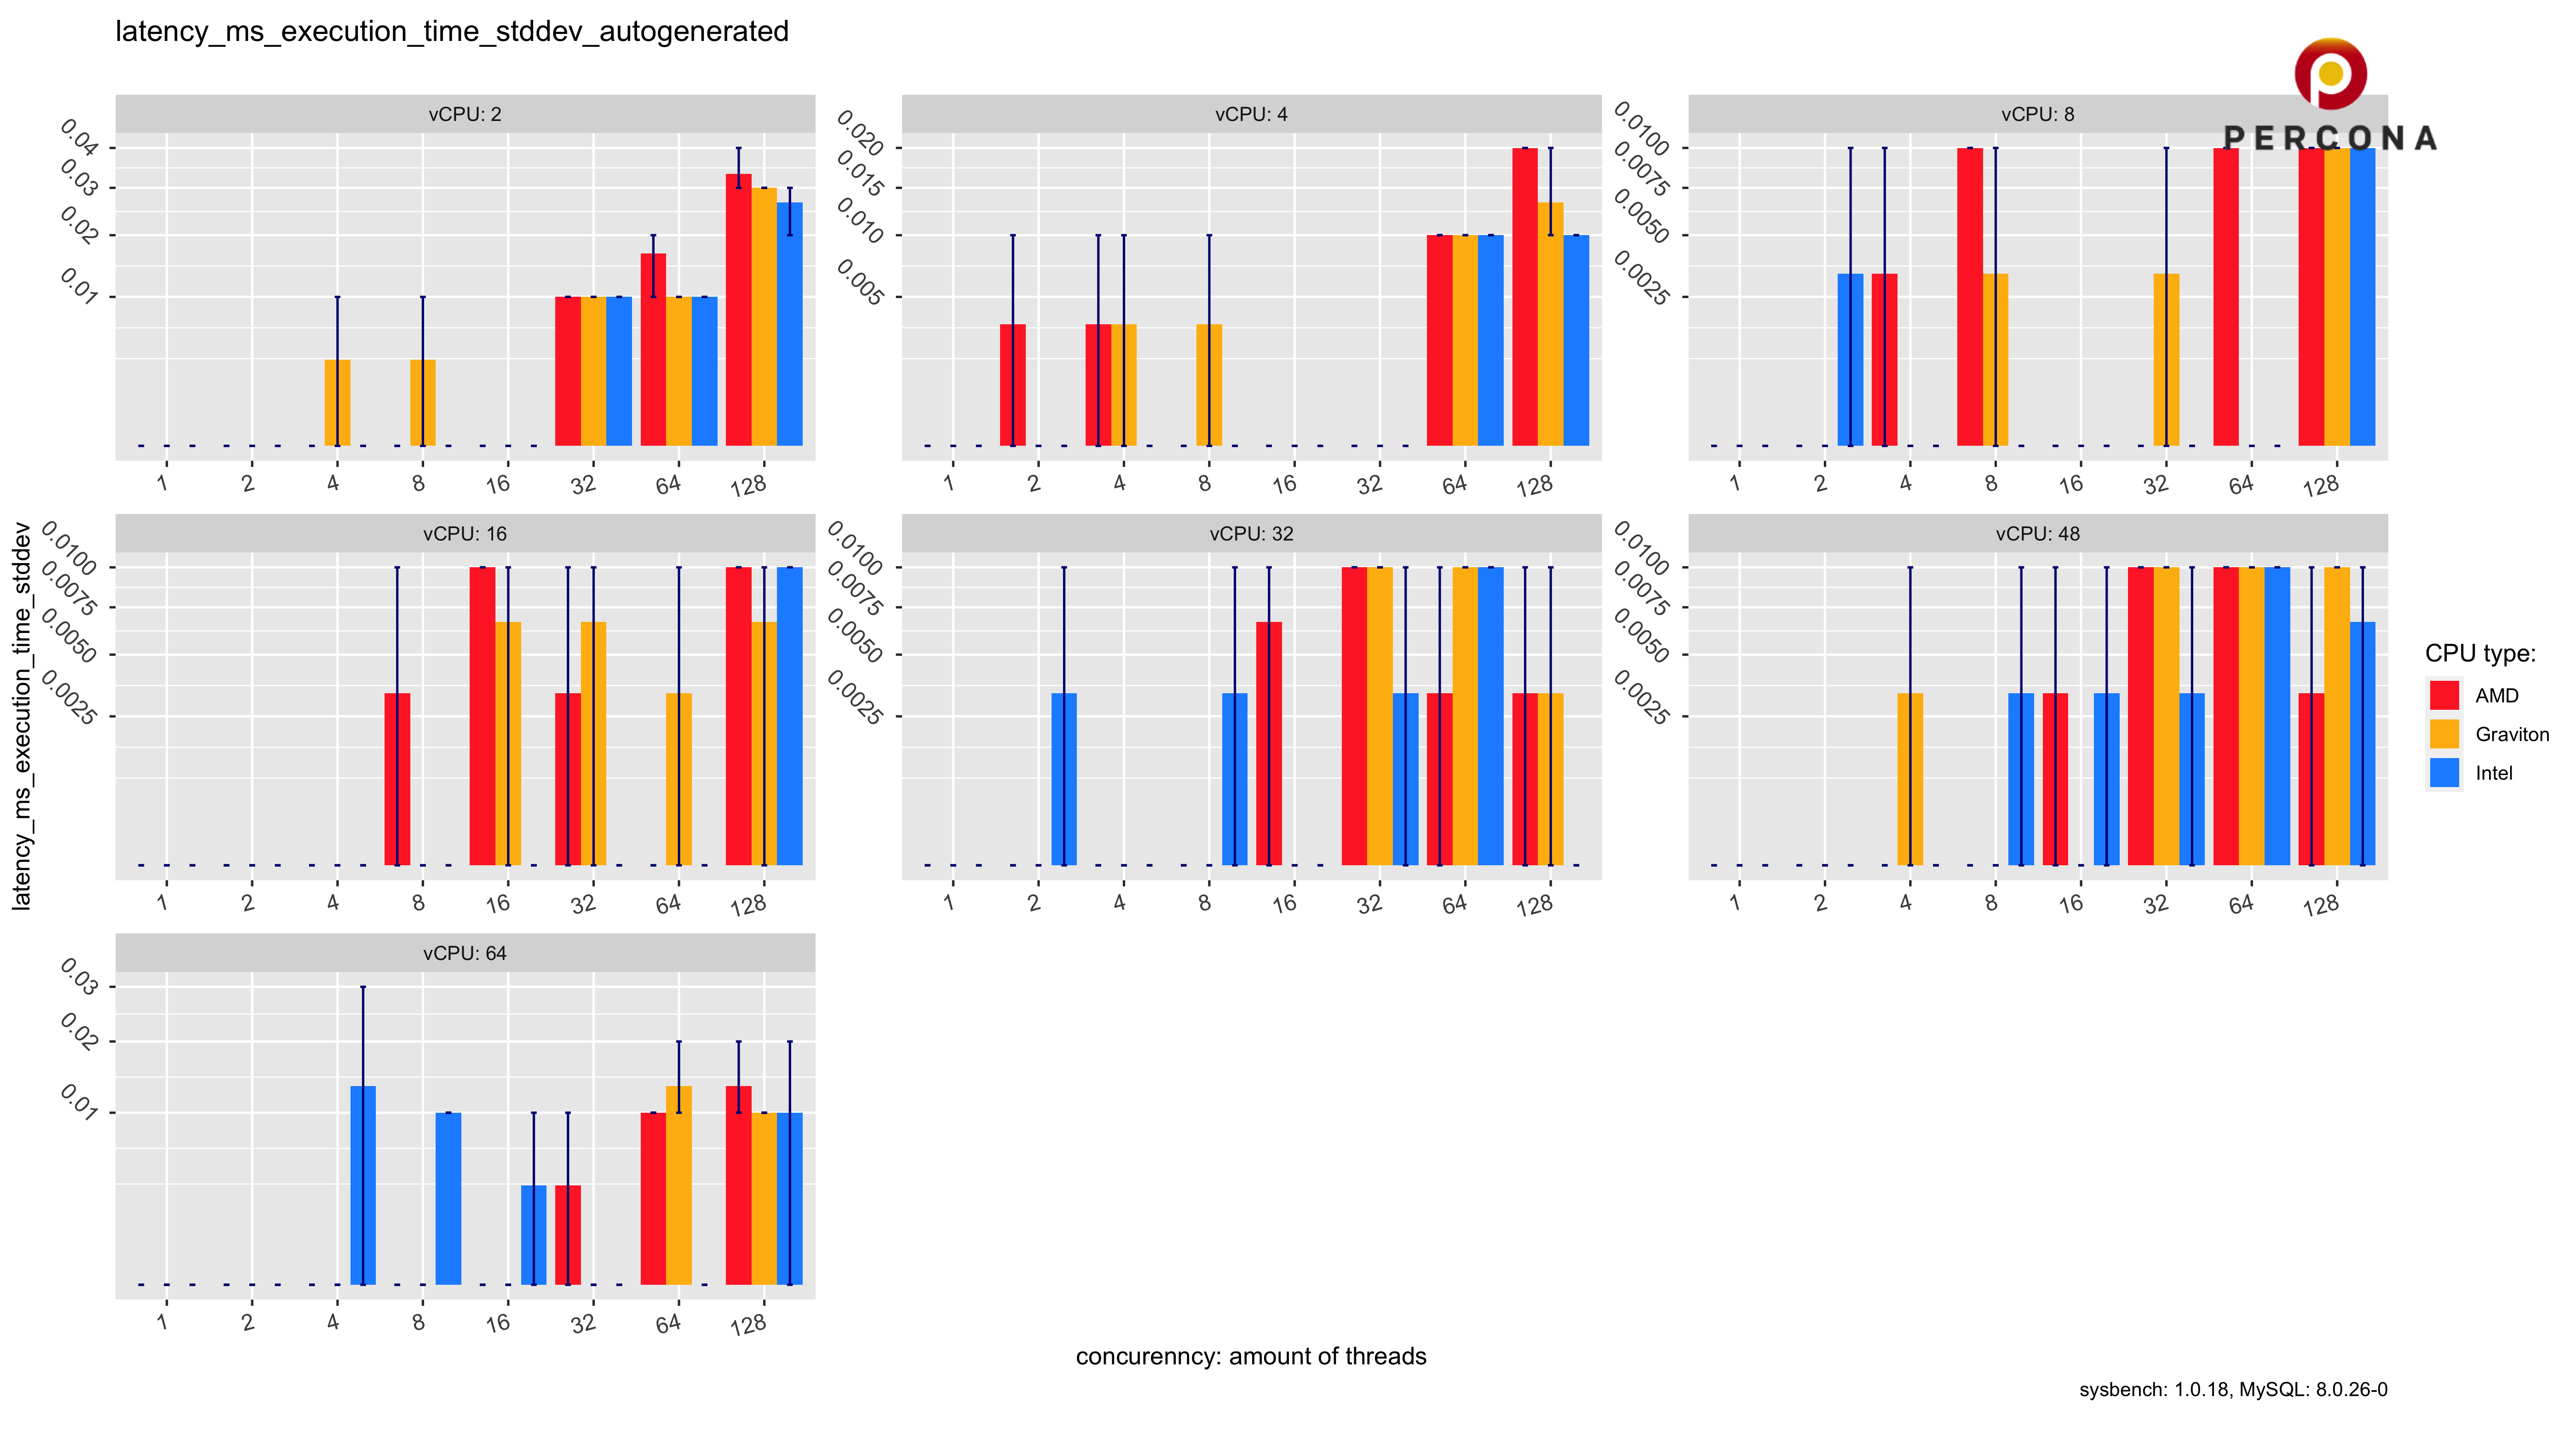 latency_ms_execution_time_stddev_autogenerated
PERCONA
vCPU: 2
0.04
0.03
0.02
0.01
1 2 4 8 16 32 64 128
vCPU: 4
0.020
0.015
0.010
0.005
1 2 4 8 16 32 64 128
vCPU: 8
0.0100
0.0075
0.0050
0.0025
1 2 4 8 16 32 64 128
latency_ms_execution_time_stddev
vCPU: 16
0.0100
0.0075
0.0050
0.0025
1 2 4 8 16 32 64 128
vCPU: 32
0.0100
0.0075
0.0050
0.0025
1 2 4 8 16 32 64 128
vCPU: 48
0.0100
0.0075
0.0050
0.0025
1 2 4 8 16 32 64 128
CPU type:
AMD
Graviton
Intel
vCPU: 64
0.03
0.02
0.01
1 2 4 8 16 32 64 128
concurenncy: amount of threads
sysbench: 1.0.18, MySQL: 8.0.26-0